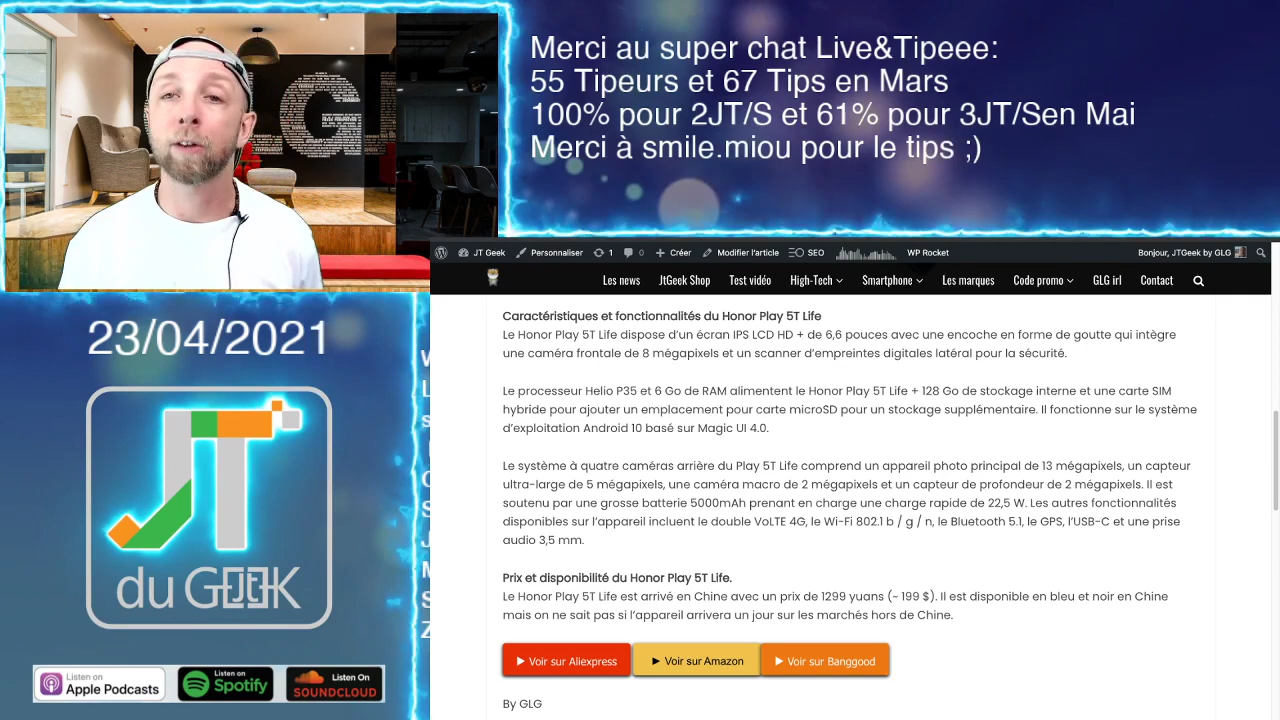 Merci au super chat Live&Tipeee:
55 Tipeurs et 67 Tips en Mars
100% pour 2JT/S et 61% pour 3JT/Sen Mai
Merci à smile.miou pour le tips ;)
JT Geek Personnaliser 1 0 Créer Modifier l'article SEO WP Rocket Bonjour, JTGeek by GLG
Les news JtGeek Shop Test vidéo High-Tech Smartphone Les marques Code promo GLG irl Contact
Caractéristiques et fonctionnalités du Honor Play 5T Life
Le Honor Play 5T Life dispose d'un écran IPS LCD HD + de 6,6 pouces avec une encoche en forme de goutte qui intègre
une caméra frontale de 8 mégapixels et un scanner d'empreintes digitales latéral pour la sécurité.
Le processeur Helio P35 et 6 Go de RAM alimentent le Honor Play 5T Life + 128 Go de stockage interne et une carte SIM
hybride pour ajouter un emplacement pour carte microSD pour un stockage supplémentaire. Il fonctionne sur le système
d'exploitation Android 10 basé sur Magic UI 4.0.
Le système à quatre caméras arrière du Play 5T Life comprend un appareil photo principal de 13 mégapixels, un capteur
ultra-large de 5 mégapixels, une caméra macro de 2 mégapixels et un capteur de profondeur de 2 mégapixels. Il est
soutenu par une grosse batterie 5000mAh prenant en charge une charge rapide de 22,5 W. Les autres fonctionnalités
disponibles sur l'appareil incluent le double VoLTE 4G, le Wi-Fi 802.1 b / g / n, le Bluetooth 5.1, le GPS, l'USB-C et une prise
audio 3,5 mm.
Prix et disponibilité du Honor Play 5T Life.
Le Honor Play 5T Life est arrivé en Chine avec un prix de 1299 yuans (~ 199 $). Il est disponible en bleu et noir en Chine
mais on ne sait pas si l'appareil arrivera un jour sur les marchés hors de Chine.
Voir sur Aliexpress Voir sur Amazon Voir sur Banggood
By GLG
23/04/2021
JT
du GEEK
Listen on Apple Podcasts
Listen on Spotify
Listen On SOUNDCLOUD